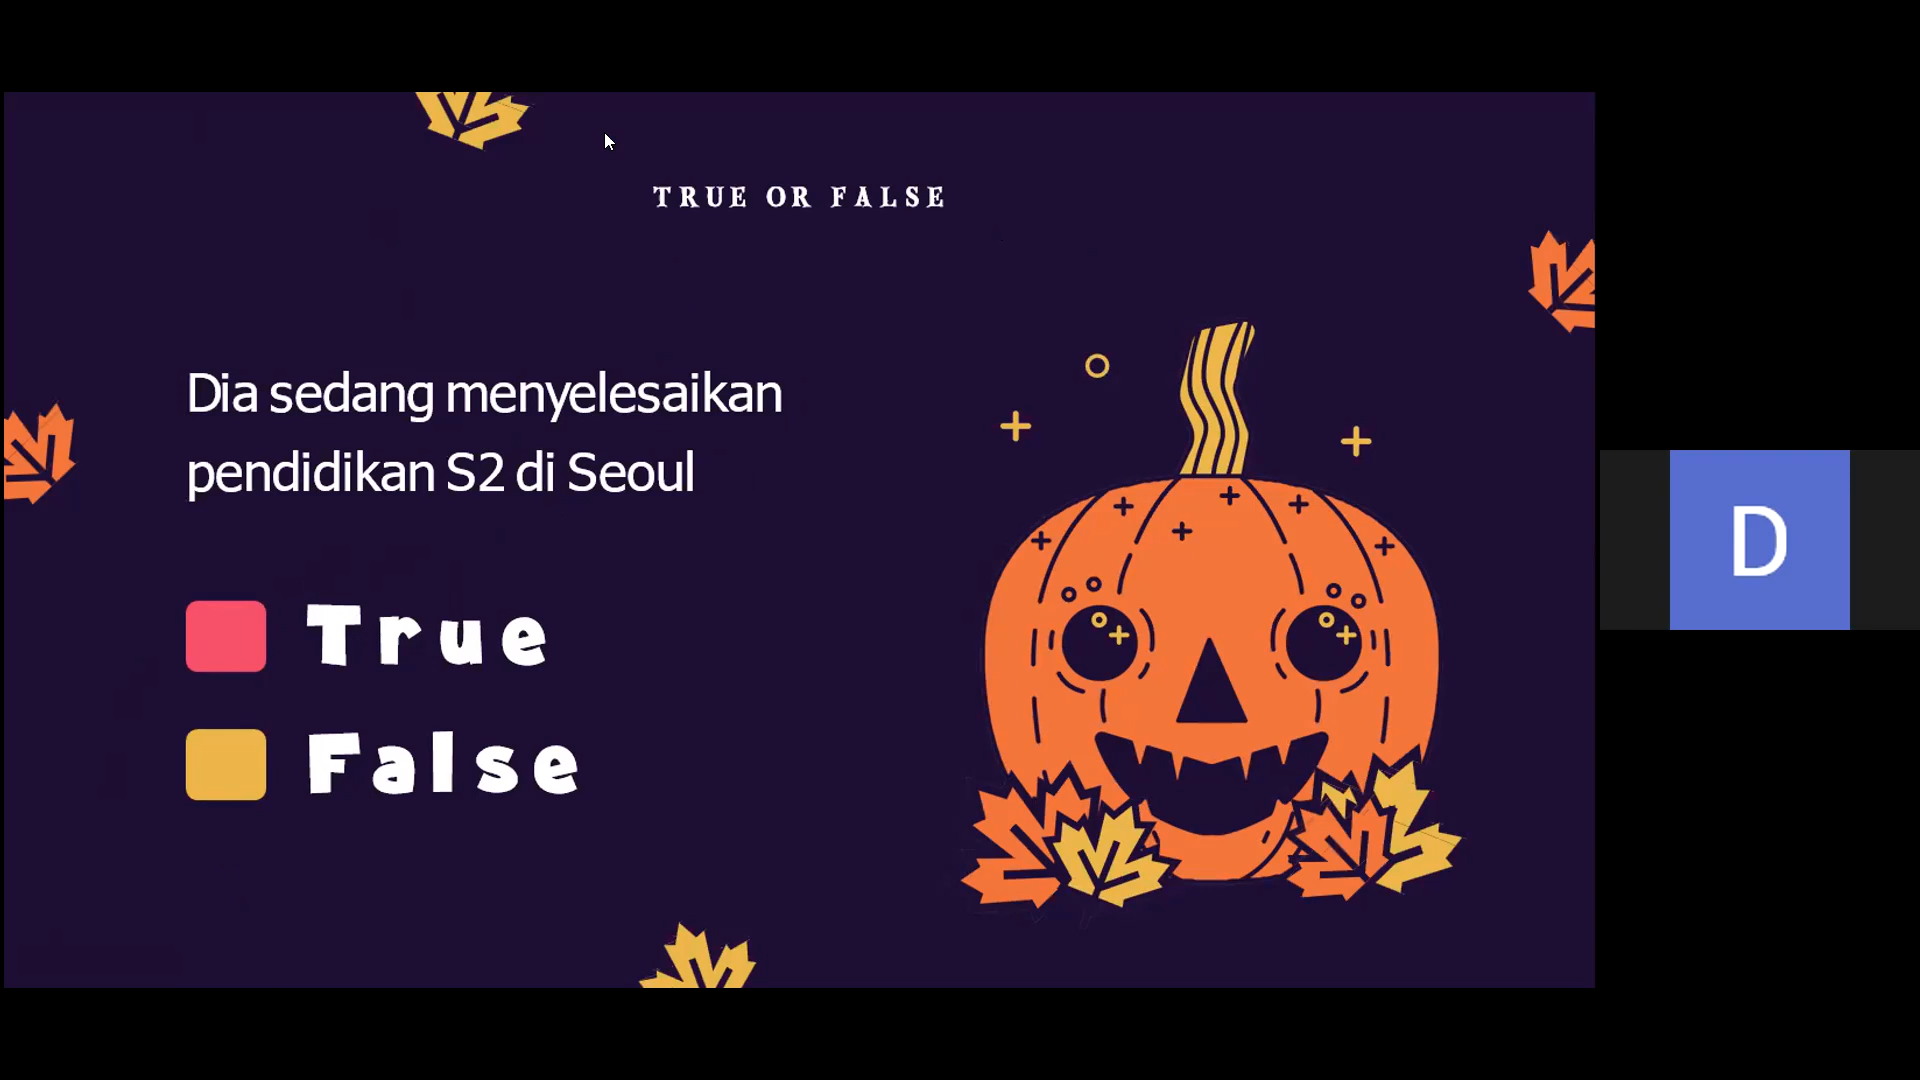 TRUE OR FALSE
Dia sedang menyelesaikan
pendidikan S2 di Seoul
True
False
D